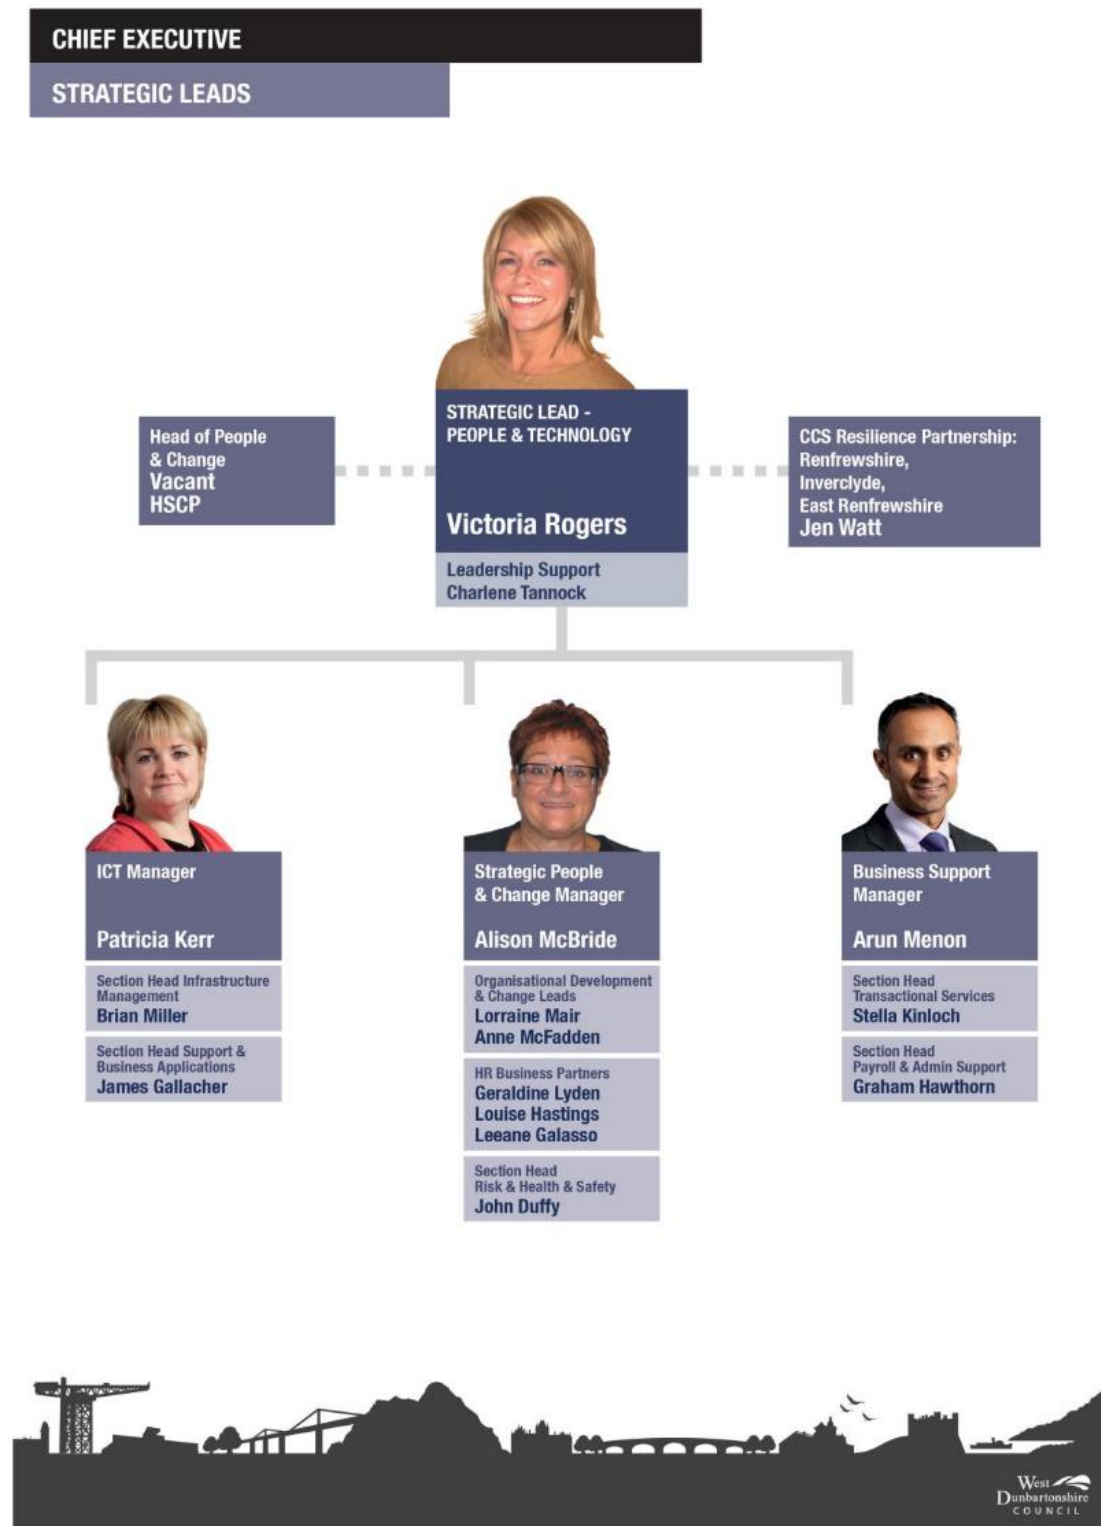 CHIEF EXECUTIVE
STRATEGIC LEADS
STRATEGIC LEAD -
PEOPLE & TECHNOLOGY
Victoria Rogers
Leadership Support
Charlene Tannock
Head of People
& Change
Vacant
HSCP
CCS Resilience Partnership:
Renfrewshire,
Inverclyde,
East Renfrewshire
Jen Watt
ICT Manager
Patricia Kerr
Section Head Infrastructure
Management
Brian Miller
Section Head Support &
Business Applications
James Gallacher
Strategic People
& Change Manager
Alison McBride
Organisational Development
& Change Leads
Lorraine Mair
Anne McFadden
HR Business Partners
Geraldine Lyden
Louise Hastings
Leeane Galasso
Section Head
Risk & Health & Safety
John Duffy
Business Support
Manager
Arun Menon
Section Head
Transactional Services
Stella Kinloch
Section Head
Payroll & Admin Support
Graham Hawthorn
West
Dunbartonshire
COUNCIL